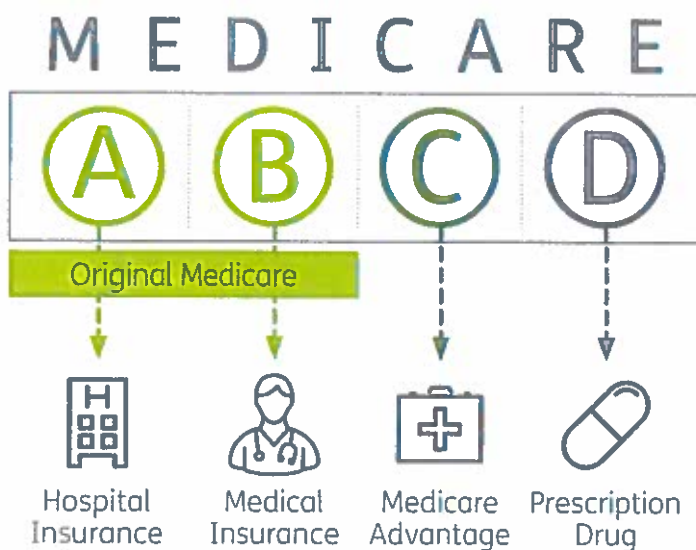 MEDICARE
A B C D
Original Medicare
H
Hospital Insurance
Medical Insurance
Medicare Advantage
Prescription Drug